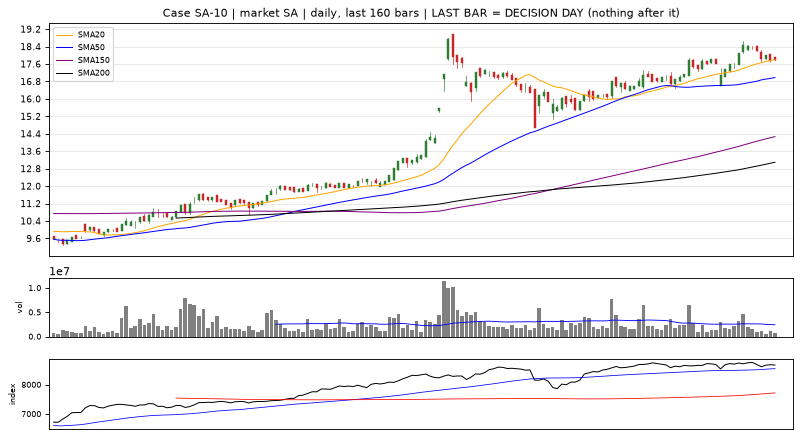 Case SA-10 | market SA | daily, last 160 bars | LAST BAR = DECISION DAY (nothing after it)
19.2
18.4
17.6
16.8
16.0
15.2
14.4
13.6
12.8
12.0
11.2
10.4
9.6
SMA20
SMA50
SMA150
SMA200
1e7
1.0
0.5
0.0
vol
8000
7000
index